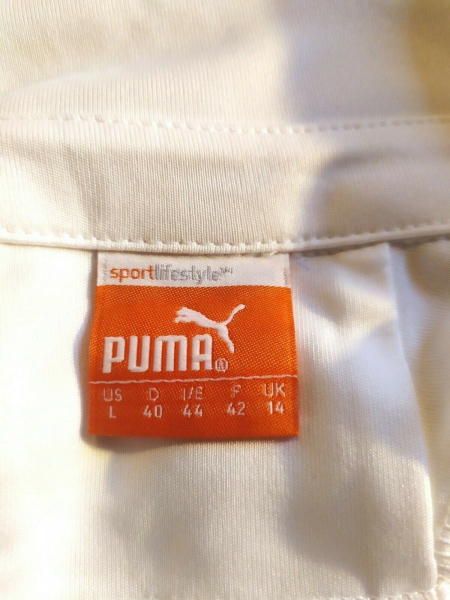 sportlifestyle
PUMA®
US D I/E F UK
L 40 44 42 14